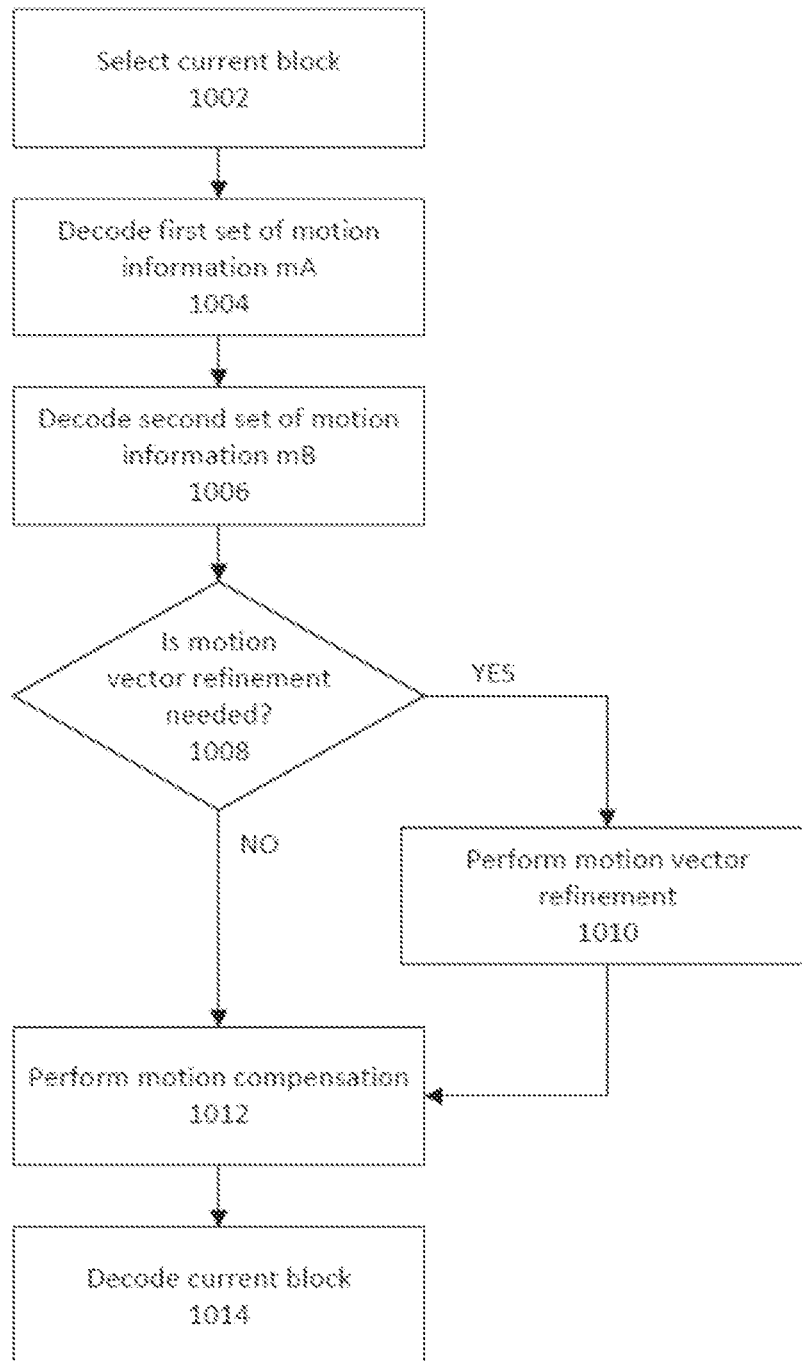 Select current block
1002
Decode first set of motion
information mA
1004
Decode second set of motion
information mB
1006
Is motion
vector refinement
needed?
1008
YES
NO
Perform motion vector
refinement
1010
Perform motion compensation
1012
Decode current block
1014